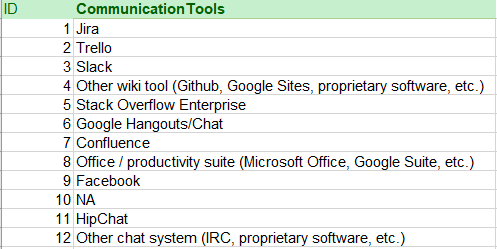 ID Communication Tools
1 Jira
2 Trello
3 Slack
4 Other wiki tool (Github, Google Sites, proprietary software, etc.)
5 Stack Overflow Enterprise
6 Google Hangouts/Chat
7 Confluence
8 Office / productivity suite (Microsoft Office, Google Suite, etc.)
9 Facebook
10 NA
11 HipChat
12 Other chat system (IRC, proprietary software, etc.)